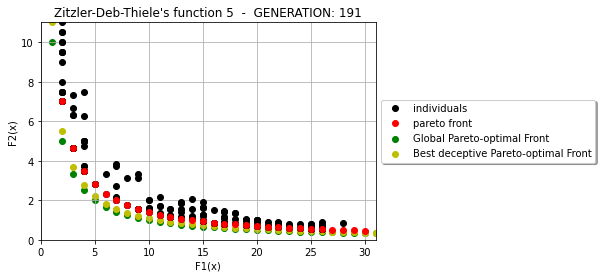 Zitzler-Deb-Thiele's function 5 - GENERATION: 191
F2(x)
10
8
6
4
2
0
0
5
10
15
20
25
30
F1(x)
individuals
pareto front
Global Pareto-optimal Front
Best deceptive Pareto-optimal Front